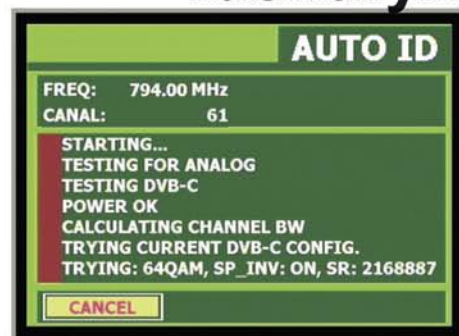 AUTO ID
FREQ: 794.00 MHz
CANAL: 61
STARTING...
TESTING FOR ANALOG
TESTING DVB-C
POWER OK
CALCULATING CHANNEL BW
TRYING CURRENT DVB-C CONFIG.
TRYING: 64QAM, SP_INV: ON, SR: 2168887
CANCEL